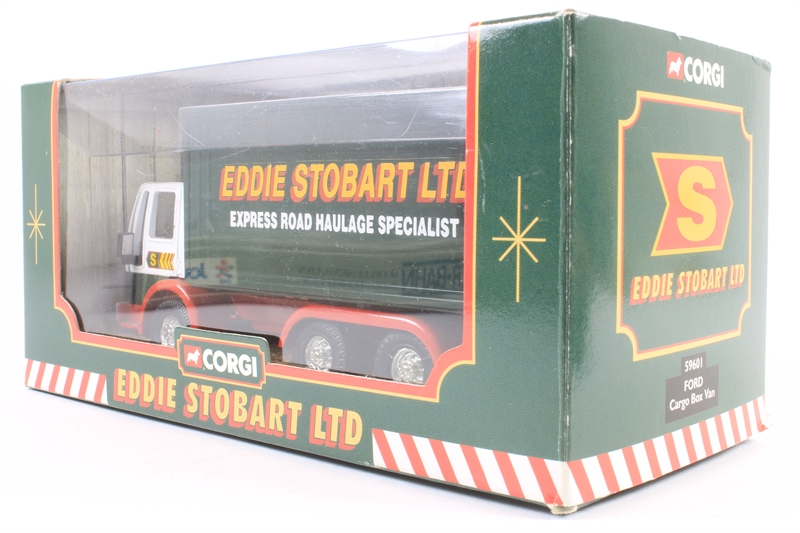 EDDIE STOBART LTD
EXPRESS ROAD HAULAGE SPECIALIST
S
CORGI
EDDIE STOBART LTD
CORGI
S
EDDIE STOBART LTD
59601
FORD
Cargo Box Van